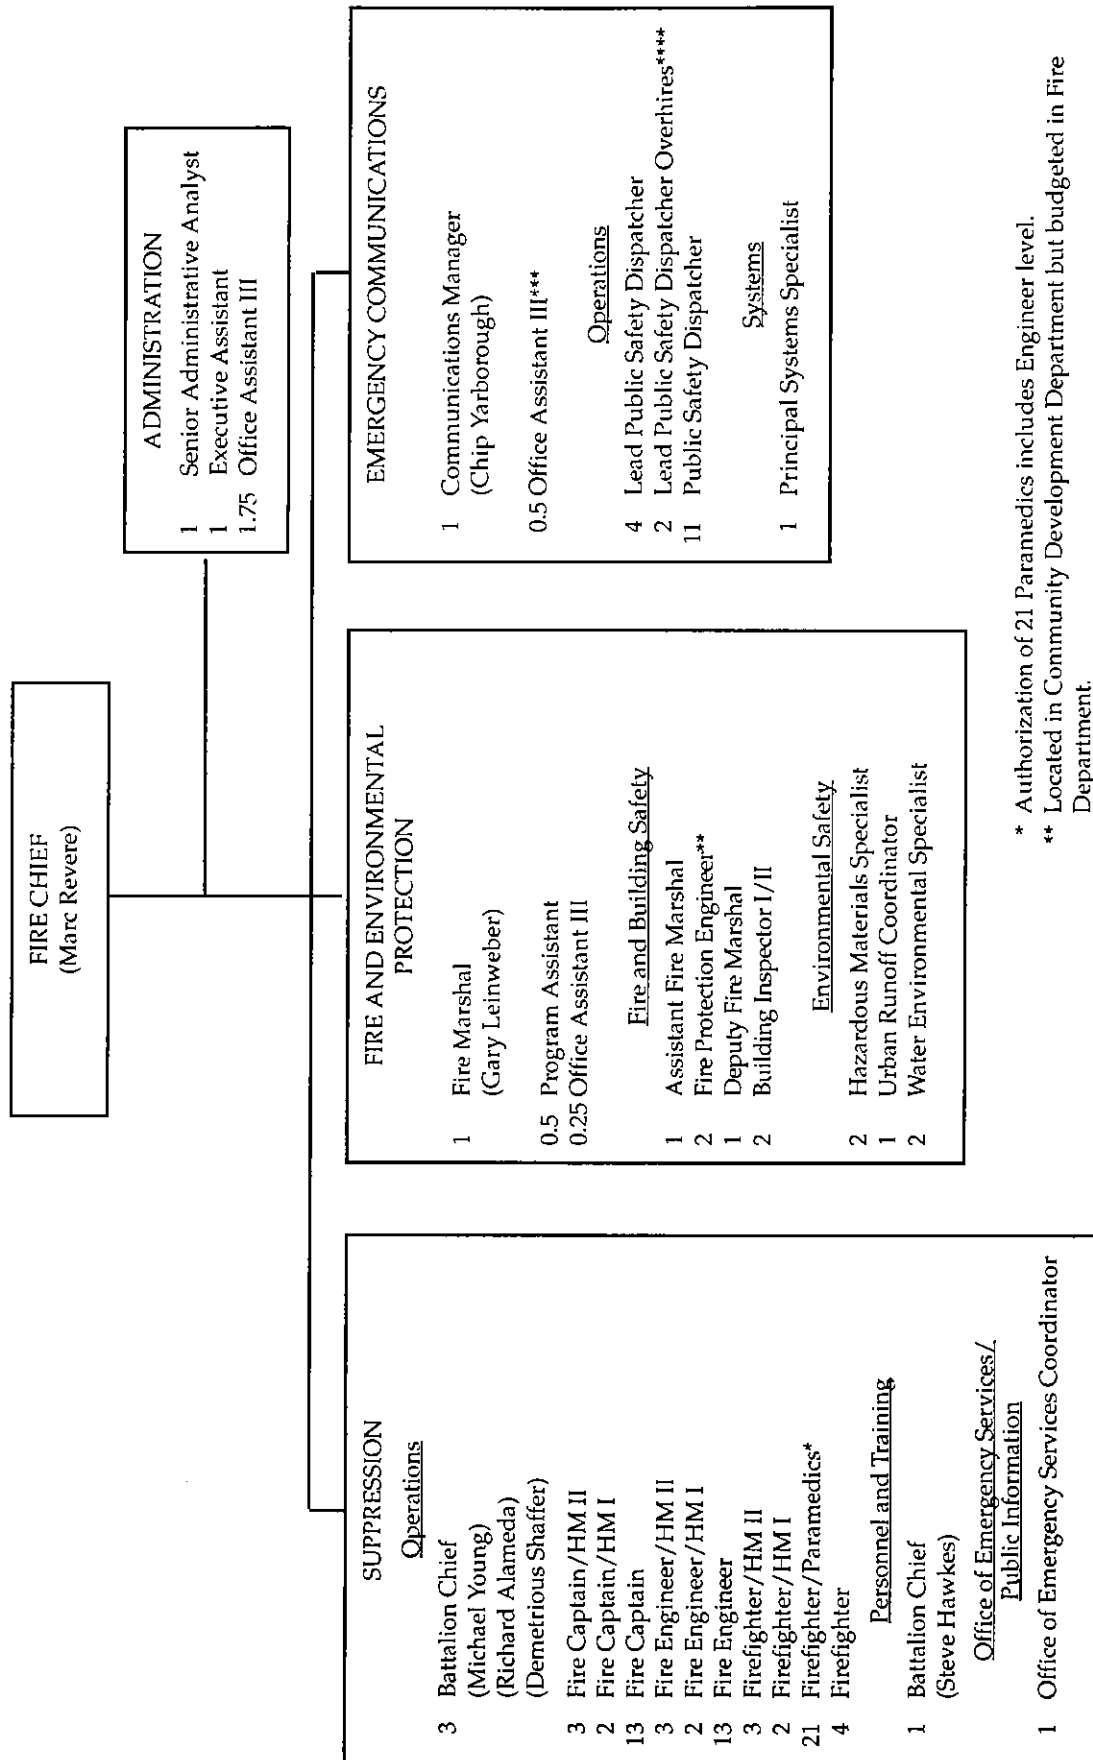 FIRE CHIEF
(Marc Revere)
ADMINISTRATION
1 Senior Administrative Analyst
1 Executive Assistant
1.75 Office Assistant III
SUPPRESSION
Operations
3 Battalion Chief
(Michael Young)
(Richard Alameda)
(Demetrious Shaffer)
3 Fire Captain/HM II
2 Fire Captain/HM I
13 Fire Captain
3 Fire Engineer/HM II
2 Fire Engineer/HM I
13 Fire Engineer
3 Firefighter/HM II
2 Firefighter/HM I
21 Firefighter/Paramedics*
4 Firefighter
Personnel and Training
1 Battalion Chief
(Steve Hawkes)
Office of Emergency Services/
Public Information
1 Office of Emergency Services Coordinator
FIRE AND ENVIRONMENTAL
PROTECTION
1 Fire Marshal
(Gary Leinweber)
0.5 Program Assistant
0.25 Office Assistant III
Fire and Building Safety
1 Assistant Fire Marshal
2 Fire Protection Engineer**
1 Deputy Fire Marshal
2 Building Inspector I/II
Environmental Safety
2 Hazardous Materials Specialist
1 Urban Runoff Coordinator
2 Water Environmental Specialist
EMERGENCY COMMUNICATIONS
1 Communications Manager
(Chip Yarborough)
0.5 Office Assistant III***
Operations
4 Lead Public Safety Dispatcher
2 Lead Public Safety Dispatcher Overhires****
11 Public Safety Dispatcher
Systems
1 Principal Systems Specialist
* Authorization of 21 Paramedics includes Engineer level.
** Located in Community Development Department but budgeted in Fire
Department.